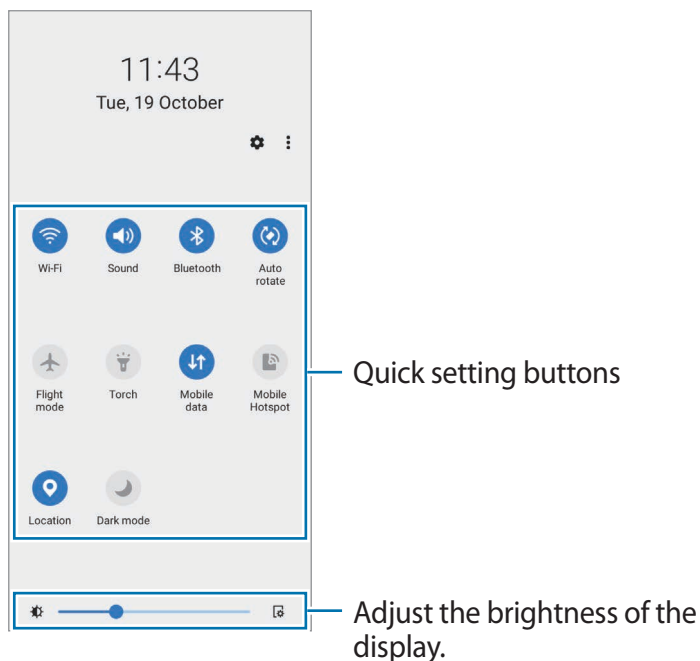 11:43
Tue, 19 October
Wi-Fi
Sound
Bluetooth
Auto
rotate
Flight
mode
Torch
Mobile
data
Mobile
Hotspot
Quick setting buttons
Location
Dark mode
Adjust the brightness of the
display.